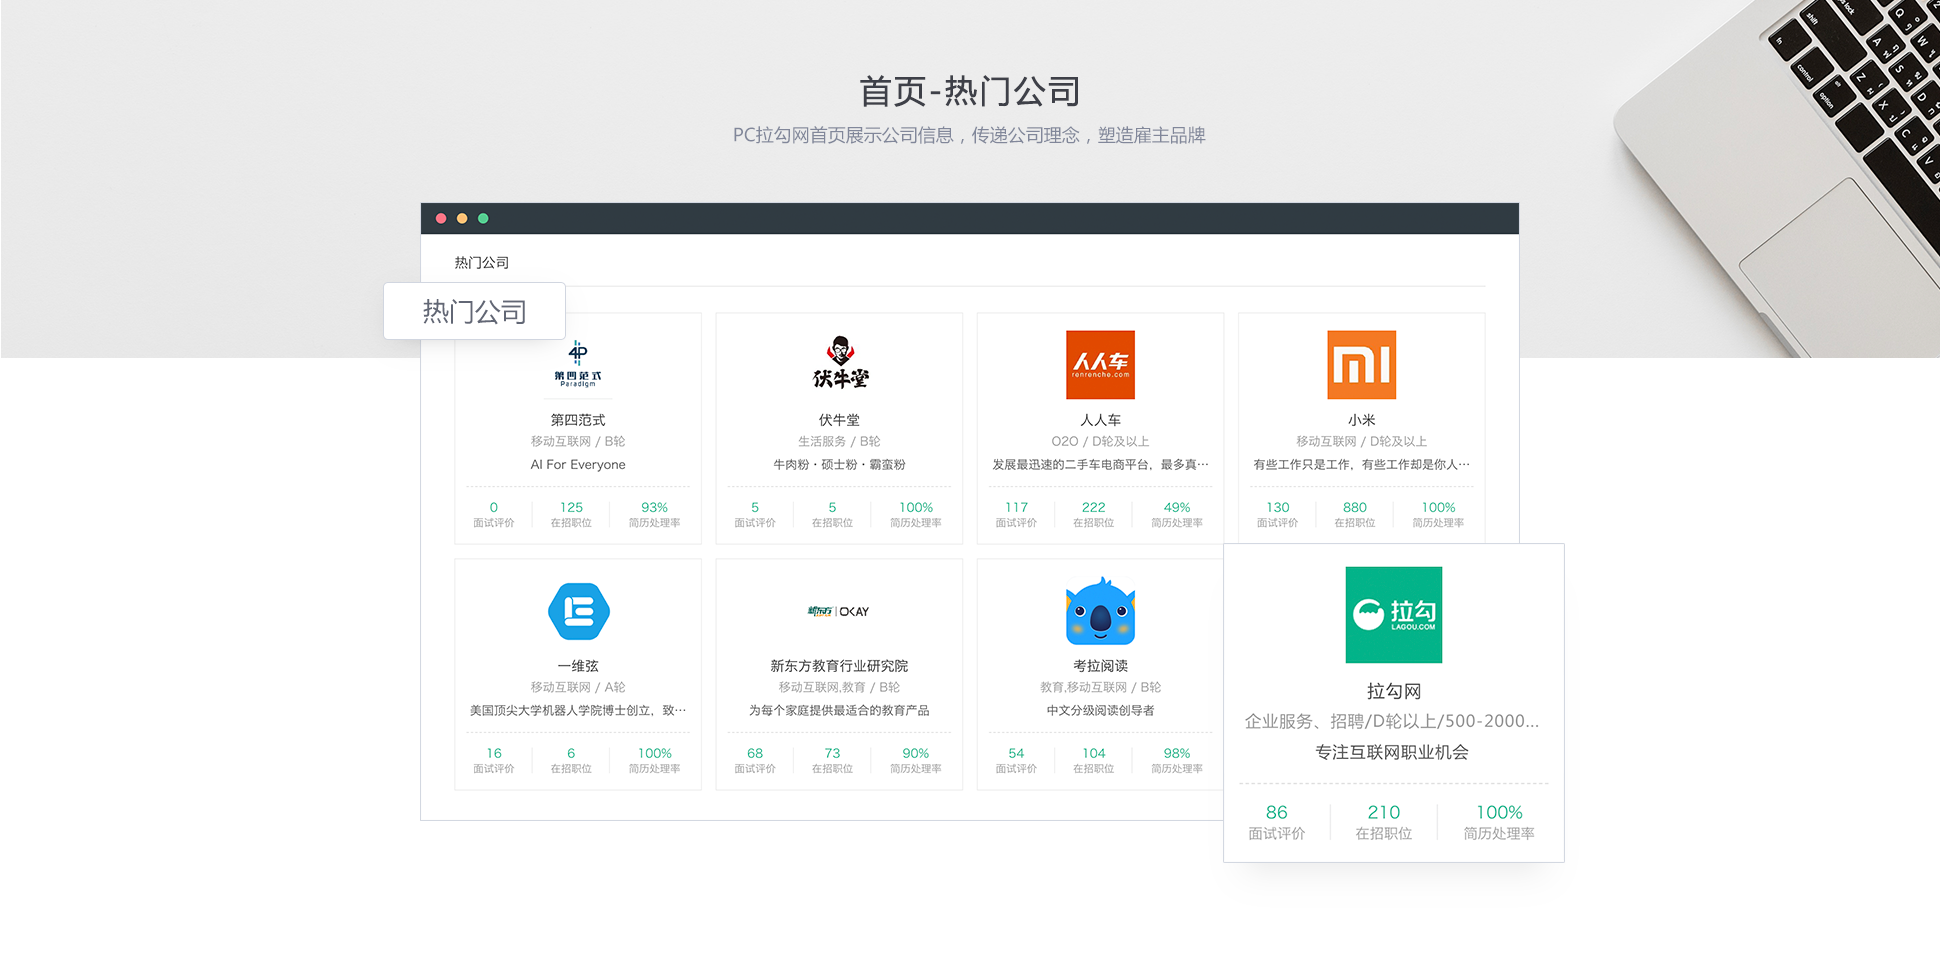 首页-热门公司
PC拉勾网首页展示公司信息，传递公司理念，塑造雇主品牌
热门公司
热门公司
4P
第四范式
Paradigm
第四范式
移动互联网 / B轮
AI For Everyone
0 125 93%
面试评价 在招职位 简历处理率
伏牛堂
伏牛堂
生活服务 / B轮
牛肉粉·硕士粉·霸蛮粉
5 5 100%
面试评价 在招职位 简历处理率
人人车
renrenche.com
人人车
O2O / D轮及以上
发展最迅速的二手车电商平台，最多真…
117 222 49%
面试评价 在招职位 简历处理率
MI
小米
移动互联网 / D轮及以上
有些工作只是工作，有些工作却是你人…
130 880 100%
面试评价 在招职位 简历处理率
一维弦
移动互联网 / A轮
美国顶尖大学机器人学院博士创立，致…
16 6 100%
面试评价 在招职位 简历处理率
新东方 | OKAY
新东方教育行业研究院
移动互联网,教育 / B轮
为每个家庭提供最适合的教育产品
68 73 90%
面试评价 在招职位 简历处理率
考拉阅读
教育,移动互联网 / B轮
中文分级阅读创导者
54 104 98%
面试评价 在招职位 简历处理率
拉勾
LAGOU.COM
拉勾网
企业服务、招聘/D轮以上/500-2000...
专注互联网职业机会
86 210 100%
面试评价 在招职位 简历处理率